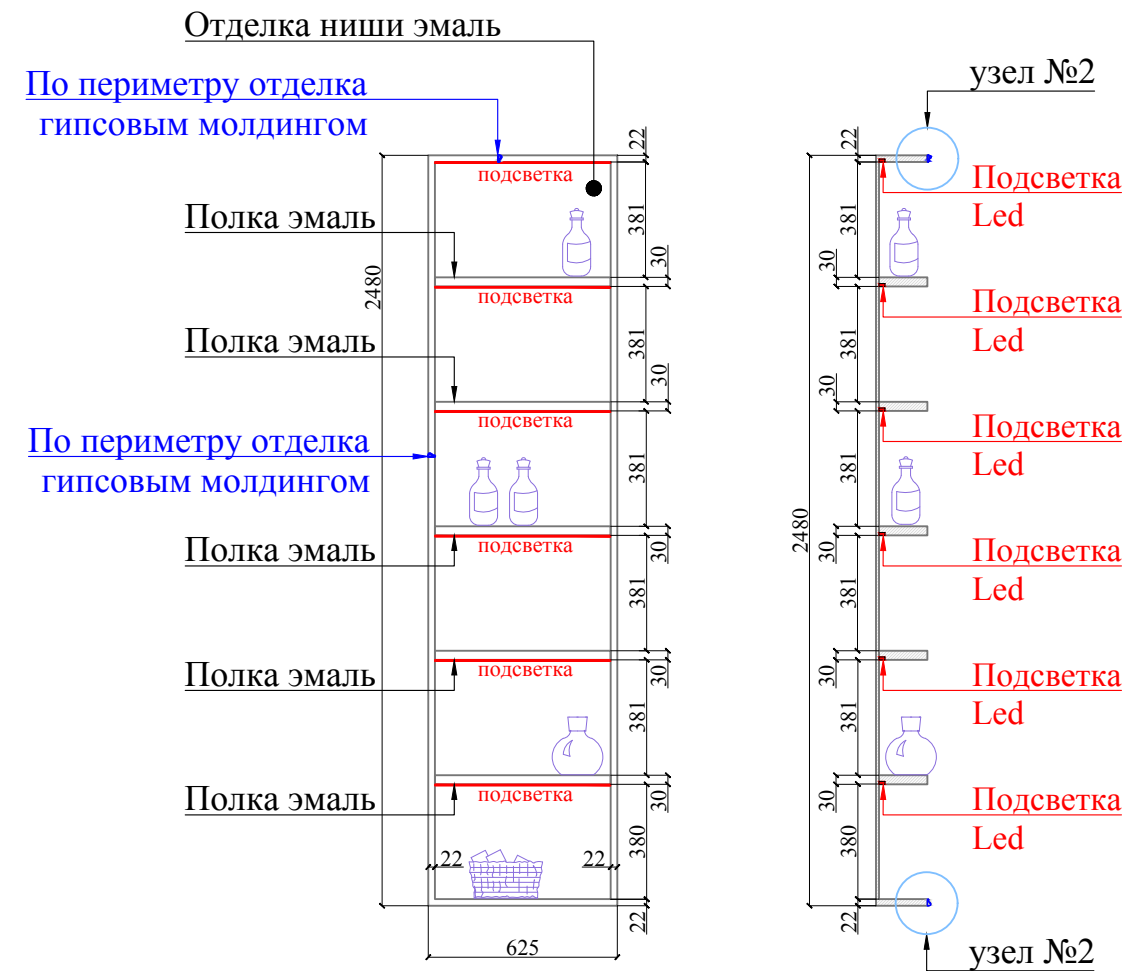 Отделка ниши эмаль
узел №2
По периметру отделка
гипсовым молдингом
22
22
подсветка
Подсветка
Led
Полка эмаль
381
381
30
30
2480
подсветка
Подсветка
Led
Полка эмаль
381
381
30
30
подсветка
Подсветка
Led
По периметру отделка
гипсовым молдингом
381
381
2480
Полка эмаль
подсветка
30
30
Подсветка
Led
381
381
Полка эмаль
подсветка
30
30
Подсветка
Led
381
381
Полка эмаль
подсветка
30
30
Подсветка
Led
22
22
380
380
22
22
625
узел №2